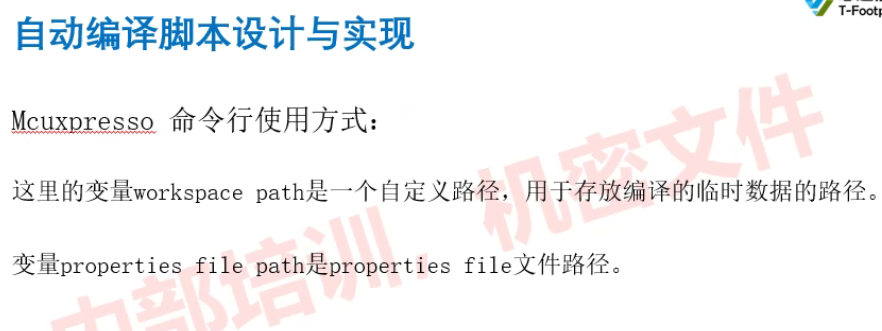 自动编译脚本设计与实现
T-Foot
Mcuxpresso 命令行使用方式：
这里的变量workspace path是一个自定义路径，用于存放编译的临时数据的路径。
变量properties file path是properties file文件路径。
内部培训，机密文件